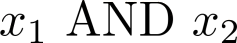 x₁ AND x₂